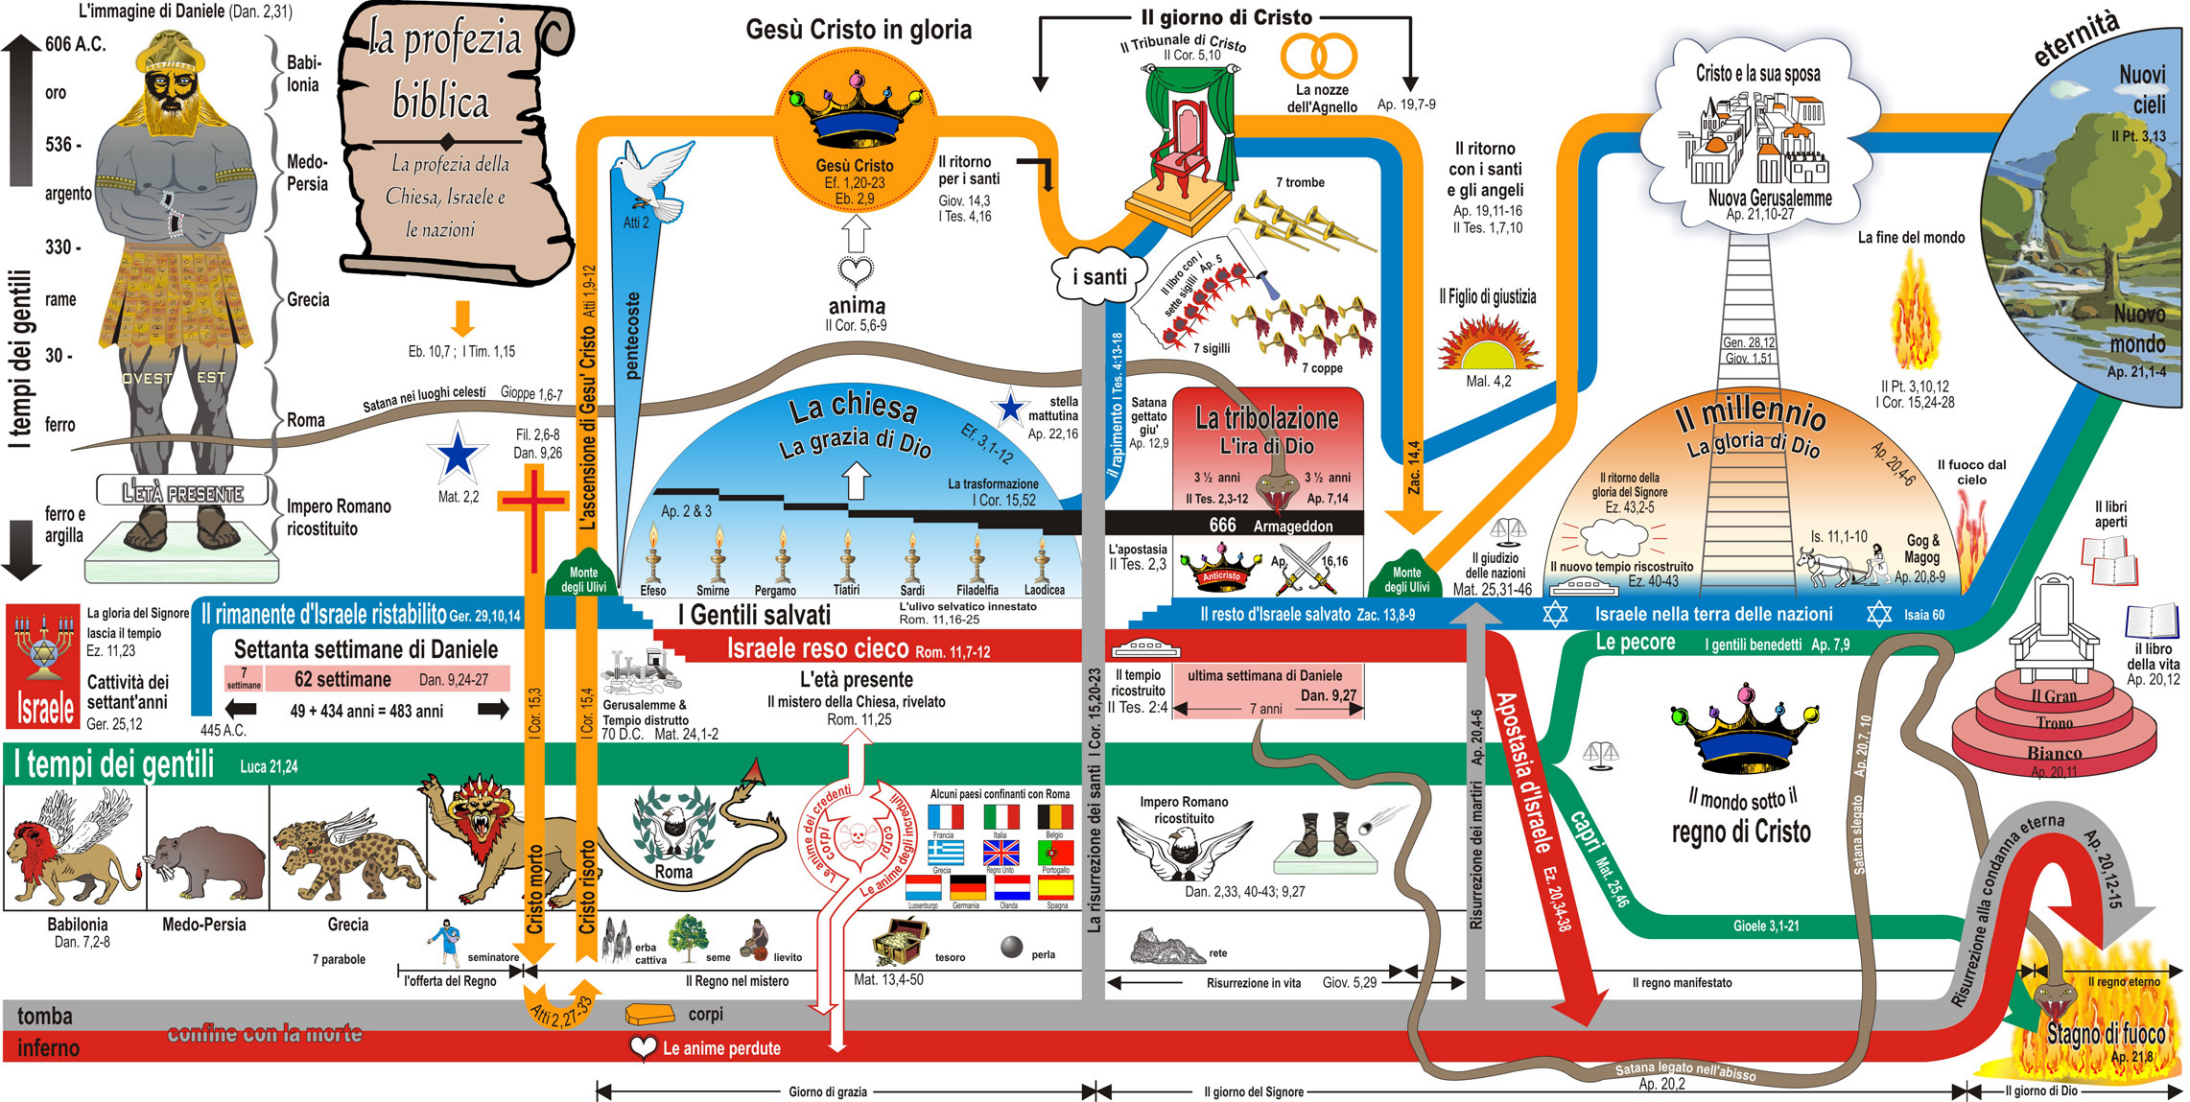 L'immagine di Daniele (Dan. 2,31)
606 A.C.
oro
536 -
argento
330 -
rame
30 -
ferro
ferro e
argilla
I tempi dei gentili
Babi-
lonia
Medo-
Persia
Grecia
Roma
Impero Romano
ricostituito
OVEST EST
L'ETÀ PRESENTE
la profezia
biblica
La profezia della
Chiesa, Israele e
le nazioni
Eb. 10,7 ; I Tim. 1,15
Satana nei luoghi celesti Gioppe 1,6-7
Mat. 2,2
Fil. 2,6-8
Dan. 9,26
L'ascensione di Gesu' Cristo Atti 1,9-12
Atti 2
pentecoste
Gesù Cristo in gloria
Gesù Cristo
Ef. 1,20-23
Eb. 2,9
anima
II Cor. 5,6-9
Il ritorno
per i santi
Giov. 14,3
I Tes. 4,16
Il giorno di Cristo
Il Tribunale di Cristo
II Cor. 5,10
La nozze
dell'Agnello
Ap. 19,7-9
i santi
7 trombe
Il libro con i
sette sigilli Ap. 5
7 sigilli
7 coppe
il rapimento I Tes. 4:13-18
Satana
gettato
giu'
Ap. 12,9
stella
mattutina
Ap. 22,16
La chiesa
La grazia di Dio
Ef. 3,1-12
La trasformazione
I Cor. 15,52
Ap. 2 & 3
Efeso
Smirne
Pergamo
Tiatiri
Sardi
Filadelfia
Laodicea
La tribolazione
L'ira di Dio
3 ½ anni
II Tes. 2,3-12
3 ½ anni
Ap. 7,14
666 Armageddon
L'apostasia
II Tes. 2,3
Anticristo
Ap. 16,16
Zac. 14,4
Il ritorno
con i santi
e gli angeli
Ap. 19,11-16
II Tes. 1,7,10
Il Figlio di giustizia
Mal. 4,2
Monte
degli Ulivi
Monte
degli Ulivi
Il giudizio
delle nazioni
Mat. 25,31-46
Cristo e la sua sposa
Nuova Gerusalemme
Ap. 21,10-27
Gen. 28,12
Giov. 1,51
Il millennio
La gloria di Dio
Ap. 20,4-6
Il ritorno della
gloria del Signore
Ez. 43,2-5
Il nuovo tempio riscostruito
Ez. 40-43
Is. 11,1-10
Gog &
Magog
Ap. 20,8-9
La fine del mondo
II Pt. 3,10,12
I Cor. 15,24-28
Il fuoco dal
cielo
eternità
Nuovi
cieli
II Pt. 3,13
Nuovo
mondo
Ap. 21,1-4
Il libri
aperti
il libro
della vita
Ap. 20,12
Il Gran
Trono
Bianco
Ap. 20,11
Israele
La gloria del Signore
lascia il tempio
Ez. 11,23
Cattività dei
settant'anni
Ger. 25,12
Il rimanente d'Israele ristabilito Ger. 29,10,14
Settanta settimane di Daniele
7
settimane
62 settimane Dan. 9,24-27
49 + 434 anni = 483 anni
445 A.C.
I Cor. 15,3
I Cor. 15,4
I Gentili salvati
L'ulivo selvatico innestato
Rom. 11,16-25
Israele reso cieco Rom. 11,7-12
Gerusalemme &
Tempio distrutto
70 D.C. Mat. 24,1-2
L'età presente
Il mistero della Chiesa, rivelato
Rom. 11,25
Il resto d'Israele salvato Zac. 13,8-9
Il tempio
ricostruito
II Tes. 2:4
ultima settimana di Daniele
Dan. 9,27
7 anni
Israele nella terra delle nazioni
Isaia 60
Le pecore I gentili benedetti Ap. 7,9
I tempi dei gentili Luca 21,24
Babilonia
Dan. 7,2-8
Medo-Persia
Grecia
Roma
Le anime dei credenti
corpi
Le anime degli increduli
corpi
Alcuni paesi confinanti con Roma
Francia
Italia
Belgio
Grecia
Regno Unito
Portogallo
Lussenburgo
Germania
Olanda
Spagna
La risurrezione dei santi I Cor. 15,20-23
Impero Romano
ricostituito
Dan. 2,33, 40-43; 9,27
Risurrezione dei martiri Ap. 20,4-6
Apostasia d'Israele Ez. 20,34-38
capri Mat. 25,46
Il mondo sotto il
regno di Cristo
Gioele 3,1-21
Satana slegato Ap. 20,7, 10
Risurrezione alla condanna eterna Ap. 20,12-15
Cristo morto
Cristo risorto
7 parabole
seminatore
erba
cattiva
seme
lievito
tesoro
perla
rete
l'offerta del Regno
Il Regno nel mistero
Mat. 13,4-50
Risurrezione in vita Giov. 5,29
Il regno manifestato
Il regno eterno
Atti 2,27-33
tomba
inferno
confine con la morte
corpi
Le anime perdute
Stagno di fuoco
Ap. 21,8
Satana legato nell'abisso
Ap. 20,2
Giorno di grazia
Il giorno del Signore
Il giorno di Dio